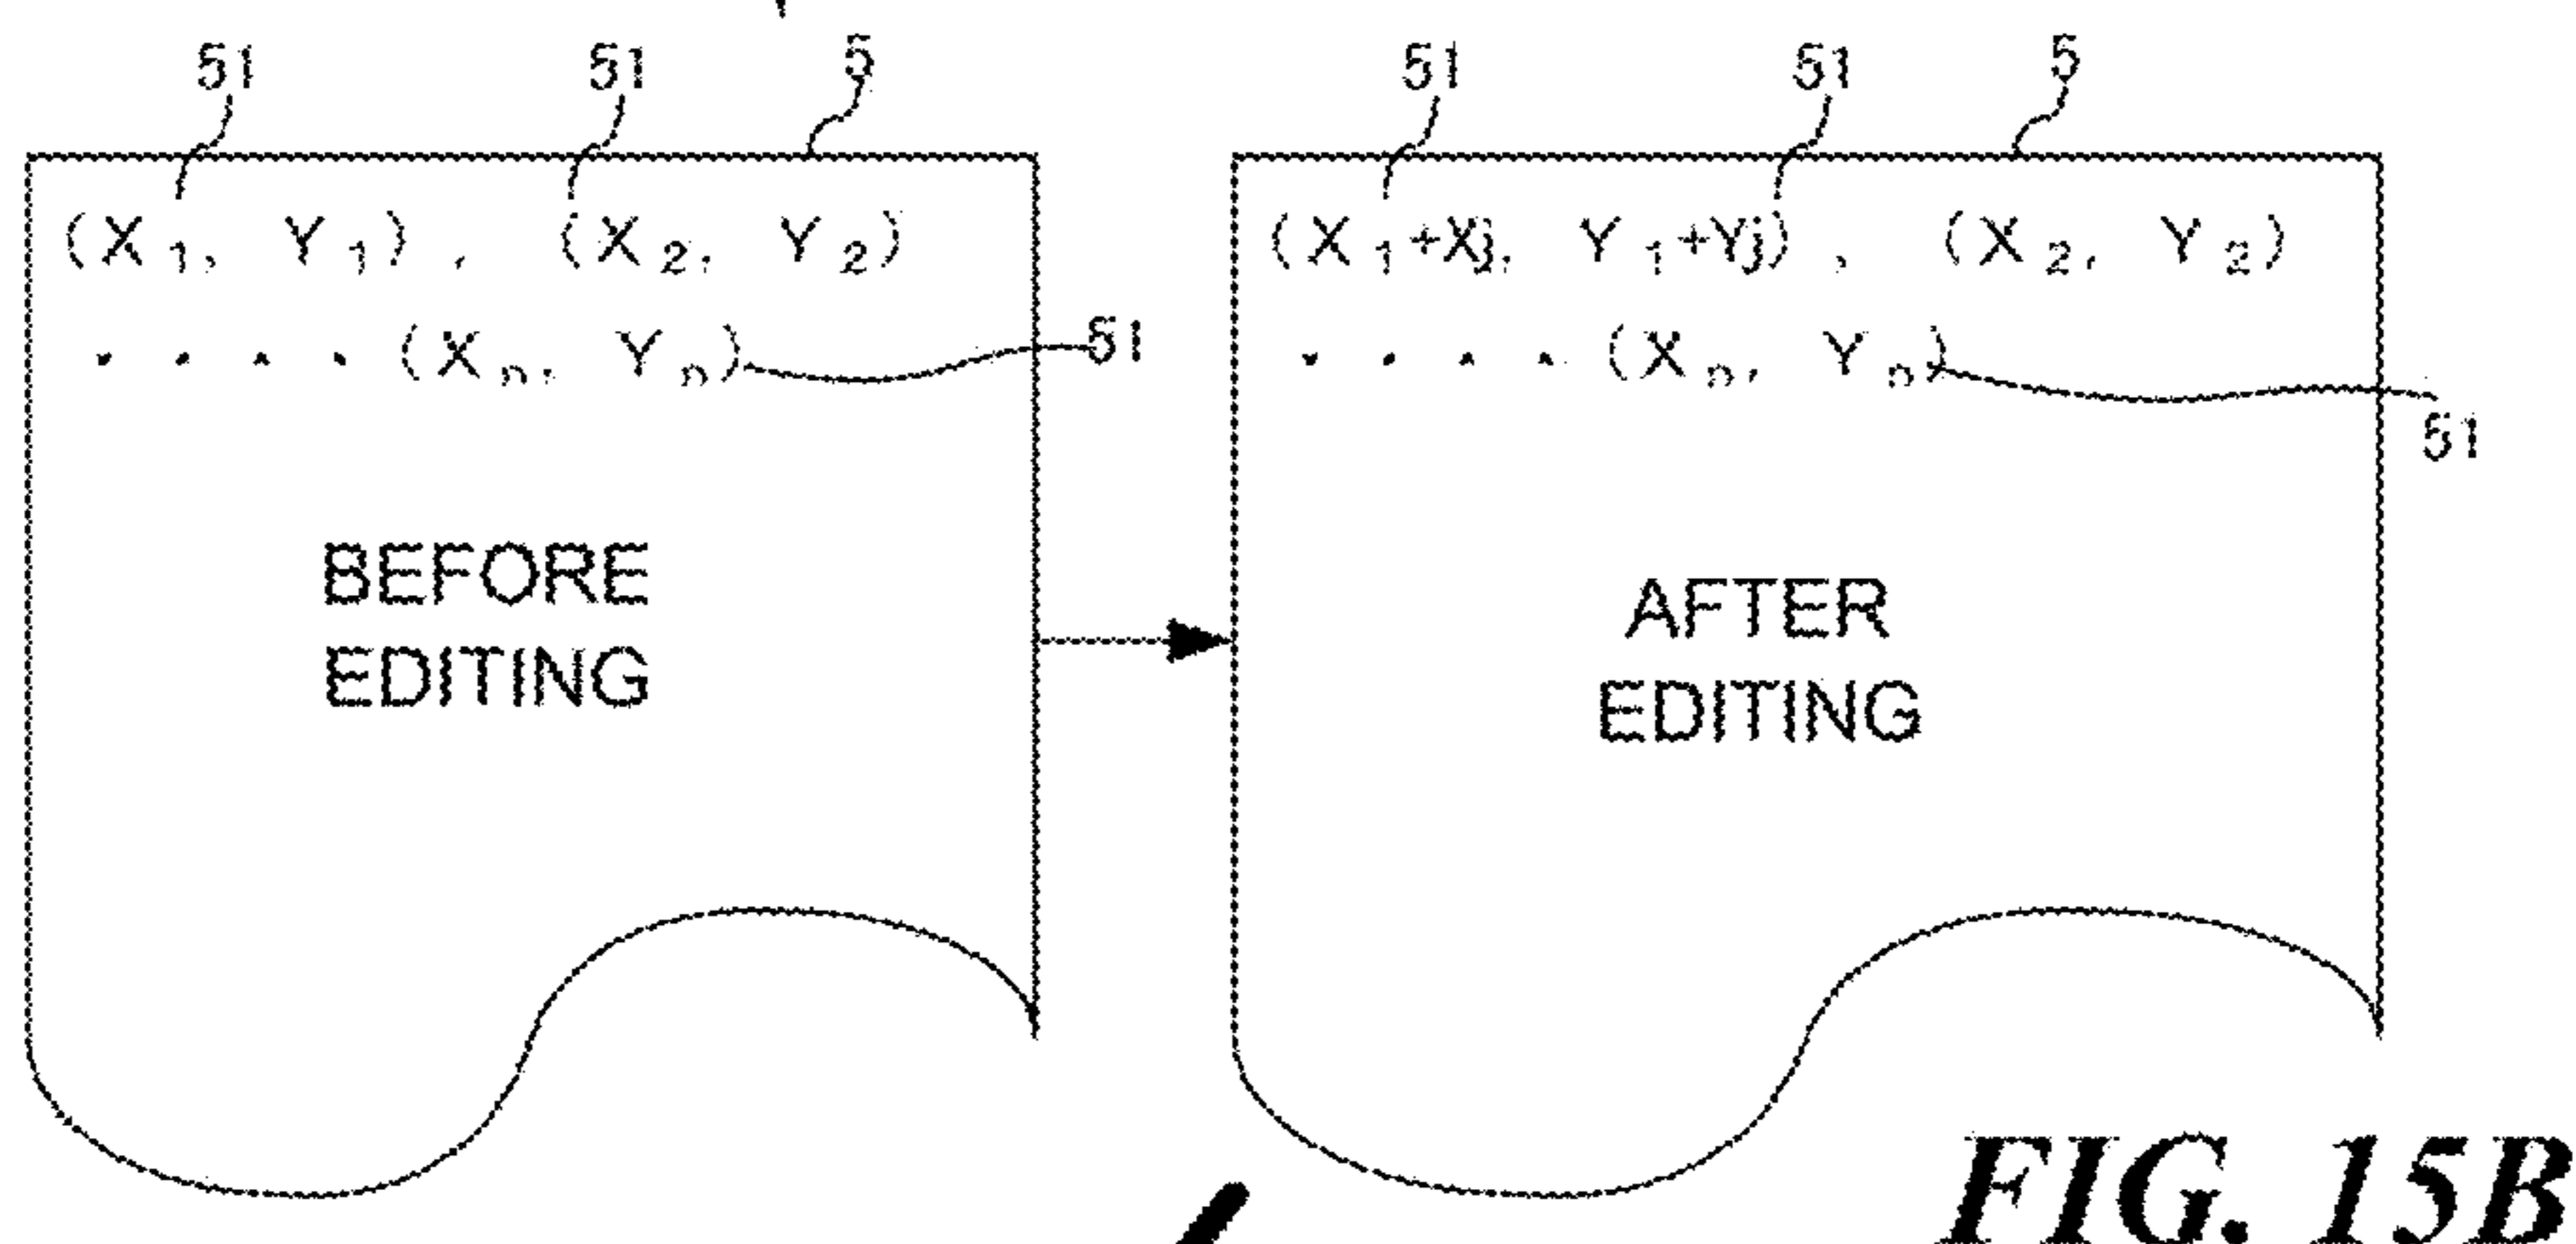 51 51 5 51 51 5
(X₁, Y₁), (X₂, Y₂) (X₁+Xj, Y₁+Yj), (X₂, Y₂)
· · · · (Xₙ, Yₙ) 51 · · · · (Xₙ, Yₙ)
51
BEFORE
EDITING
AFTER
EDITING
FIG. 15B